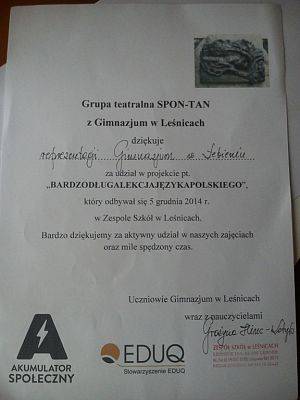 Grupa teatralna SPON-TAN
z Gimnazjum w Leśnicach
dziękuje
reprezentacji Gimnazjum w Łebieniu
za udział w projekcie pt.
„BARDZODŁUGALEKCJAJĘZYKAPOLSKIEGO",
który odbywał się 5 grudnia 2014 r.
w Zespole Szkół w Leśnicach.
Bardzo dziękujemy za aktywny udział w naszych zajęciach
oraz mile spędzony czas.
Uczniowie Gimnazjum w Leśnicach
wraz z nauczycielami
Grażyna
ZESPÓŁ SZKÓŁ w LEŚNICACH
AKUMULATOR
SPOŁECZNY
EDUQ
Stowarzyszenie EDUQ